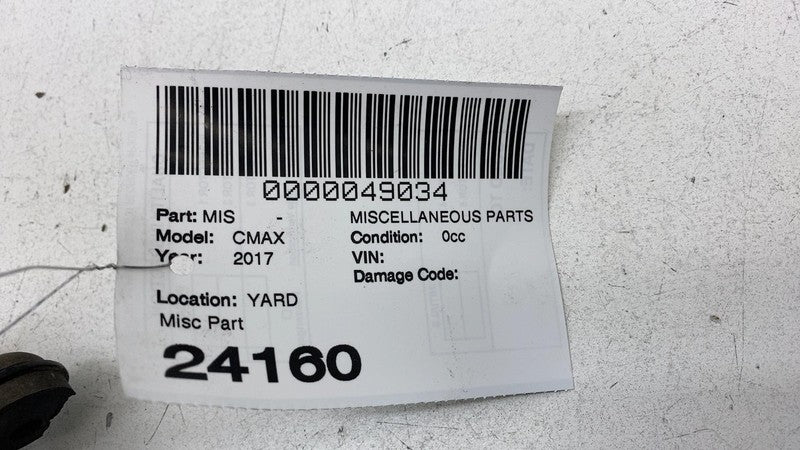 0000049034
Part: MIS - MISCELLANEOUS PARTS
Model: CMAX Condition: 0cc
Year: 2017 VIN:
Damage Code:
Location: YARD
Misc Part
24160